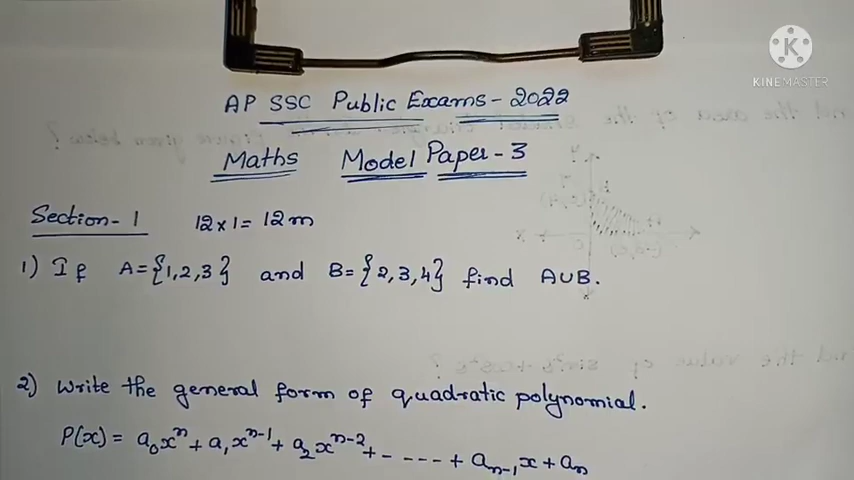 KINEMASTER
AP SSC Public Exams - 2022
Maths Model Paper - 3
Section - 1 12 x 1 = 12 m
1) If A = {1,2,3} and B = {2,3,4} find A∪B.
2) Write the general form of quadratic polynomial.
P(x) = a₀xⁿ + a₁xⁿ⁻¹ + a₂xⁿ⁻² + - - - - - + aₙ₋₁x + aₙ